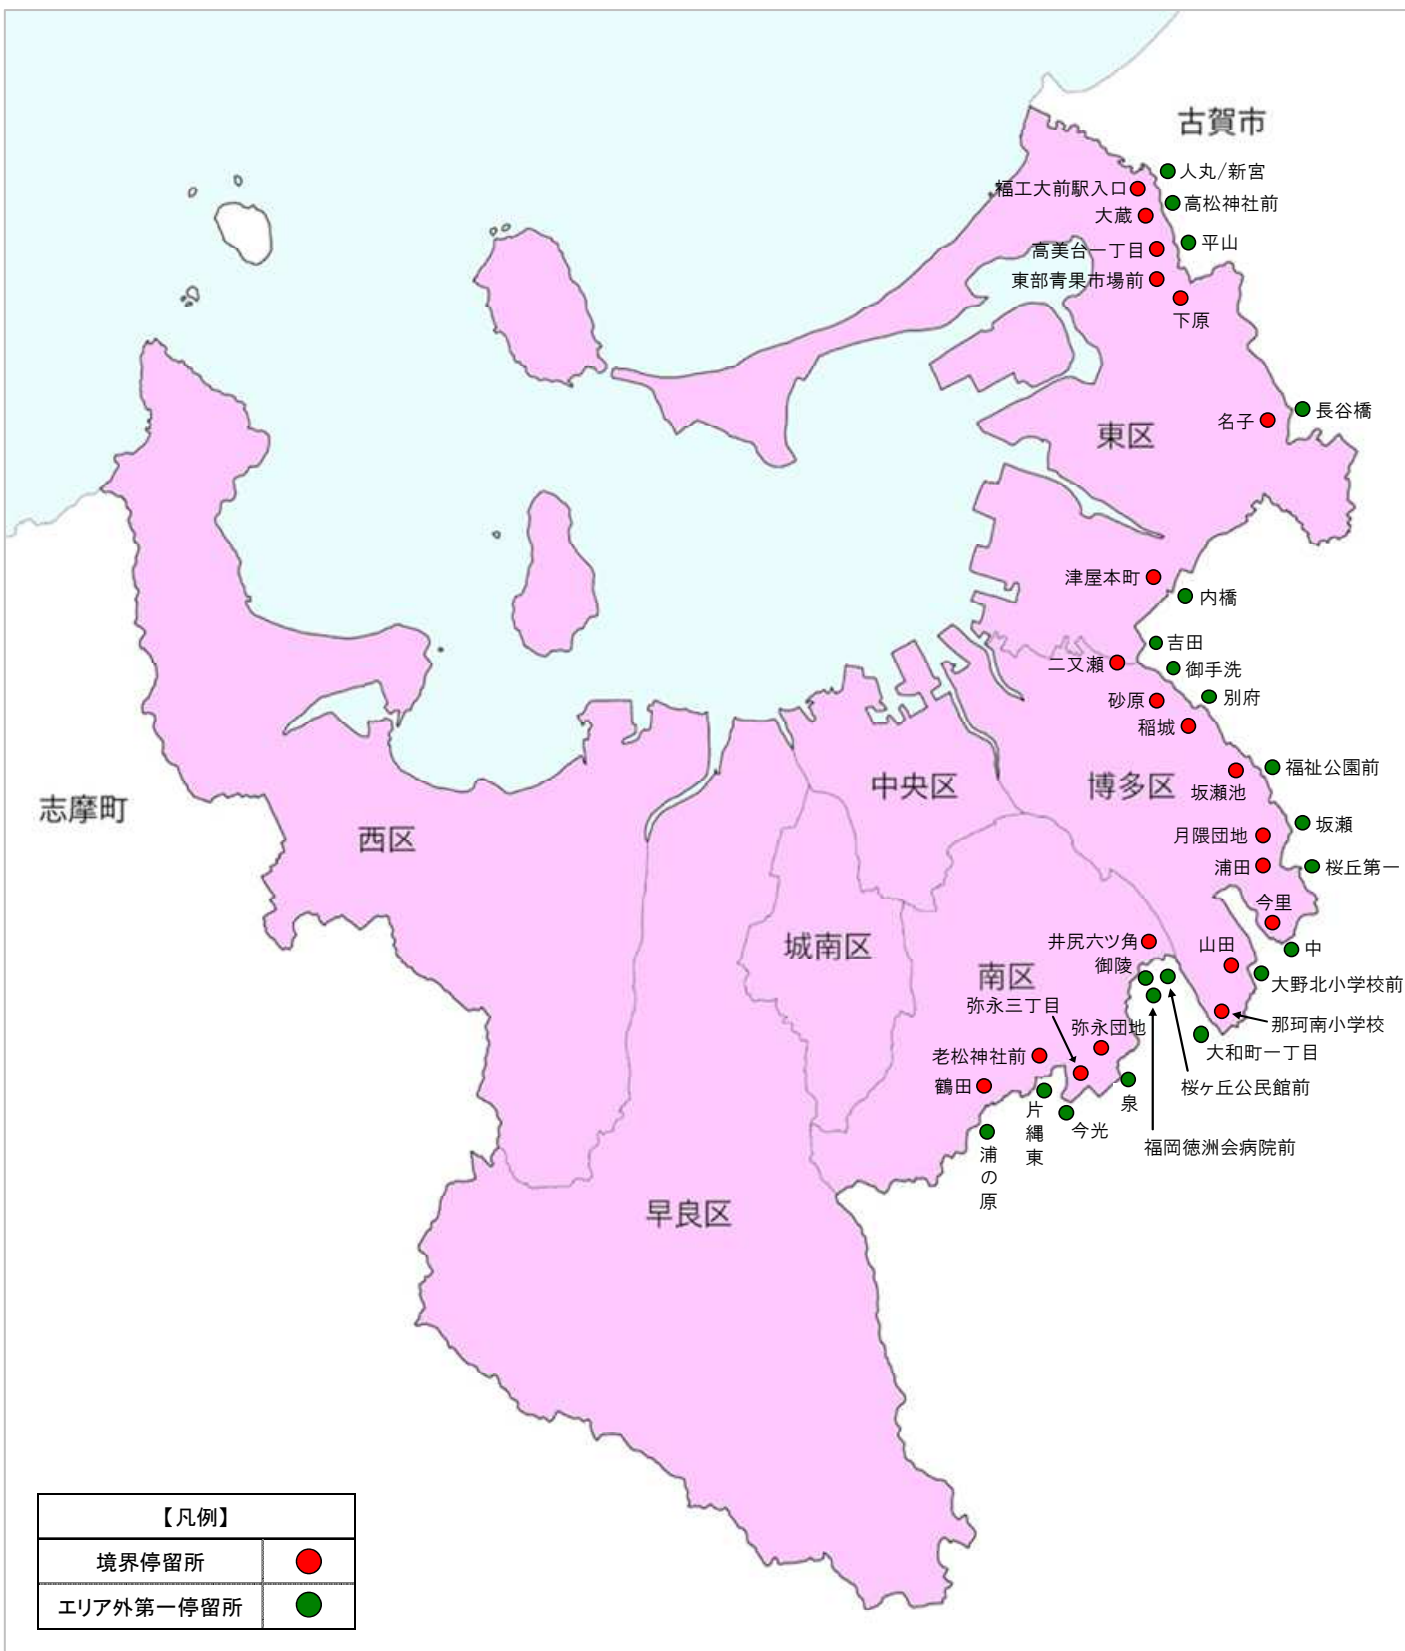 古賀市
人丸/新宮
福工大前駅入口
高松神社前
大蔵
平山
高美台一丁目
東部青果市場前
下原
長谷橋
名子
東区
津屋本町
内橋
吉田
二又瀬
御手洗
別府
砂原
稲城
福祉公園前
中央区
博多区
坂瀬池
志摩町
坂瀬
西区
月隈団地
浦田
桜丘第一
今里
井尻六ツ角
山田
中
城南区
御陵
南区
大野北小学校前
弥永三丁目
弥永団地
那珂南小学校
老松神社前
大和町一丁目
鶴田
桜ヶ丘公民館前
泉
片縄東
今光
福岡徳洲会病院前
浦の原
早良区
【凡例】
境界停留所
エリア外第一停留所